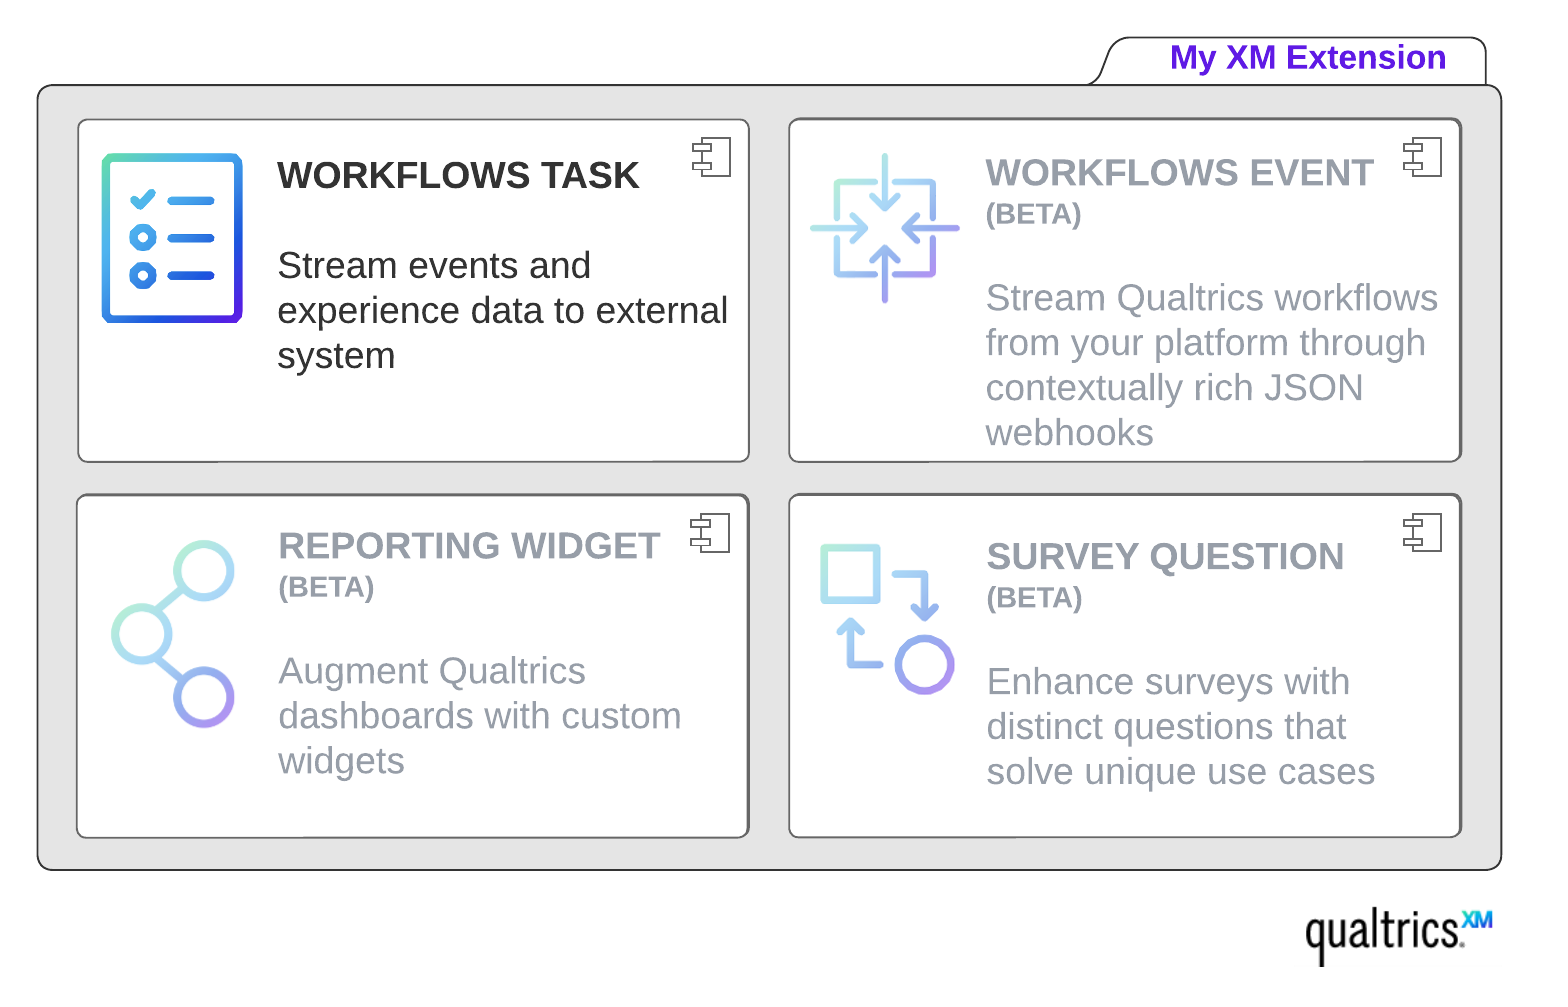 My XM Extension
WORKFLOWS TASK
Stream events and
experience data to external
system
WORKFLOWS EVENT
(BETA)
Stream Qualtrics workflows
from your platform through
contextually rich JSON
webhooks
REPORTING WIDGET
(BETA)
Augment Qualtrics
dashboards with custom
widgets
SURVEY QUESTION
(BETA)
Enhance surveys with
distinct questions that
solve unique use cases
qualtrics.XM